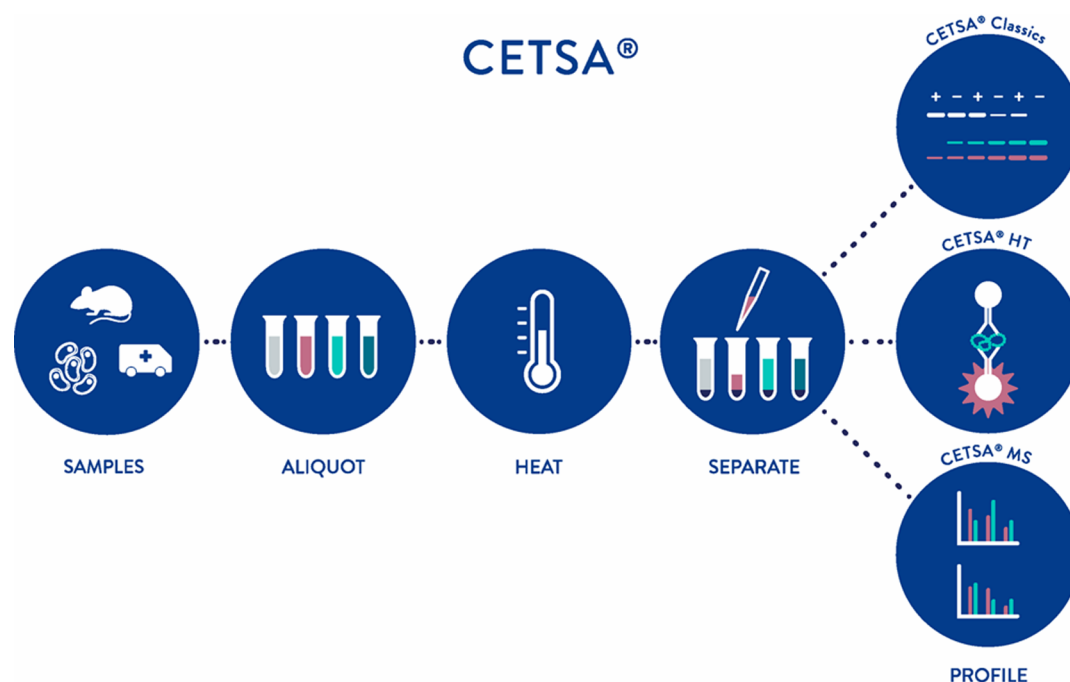 CETSA®
CETSA® Classics
+ - + - + -
CETSA® HT
SAMPLES
ALIQUOT
HEAT
SEPARATE
CETSA® MS
PROFILE